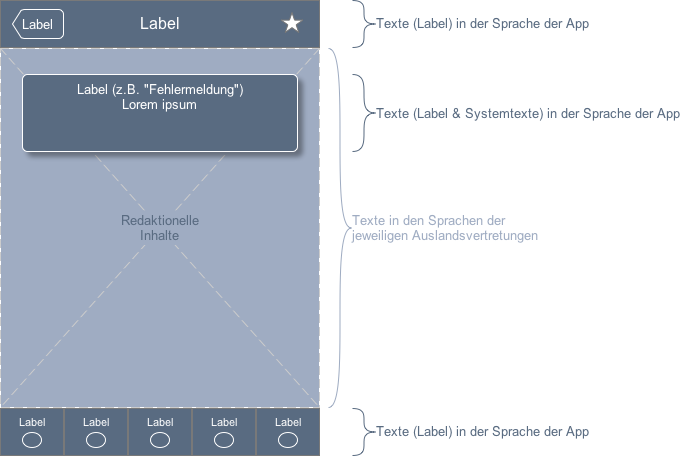 Label
Label
Texte (Label) in der Sprache der App
Label (z.B. "Fehlermeldung")
Lorem ipsum
Texte (Label & Systemtexte) in der Sprache der App
Redaktionelle
Inhalte
Texte in den Sprachen der
jeweiligen Auslandsvertretungen
Label
Label
Label
Label
Label
Texte (Label) in der Sprache der App